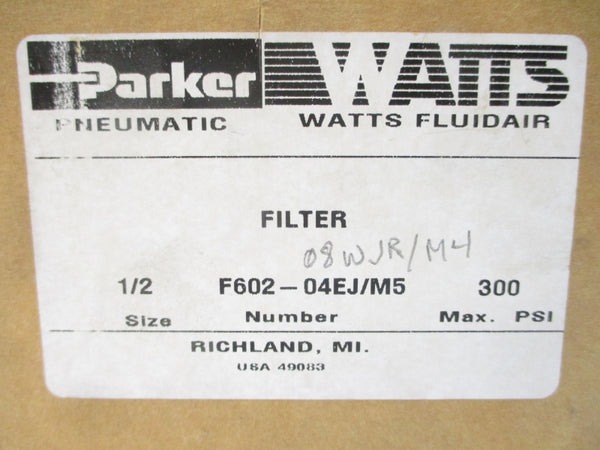 Parker WATTS
PNEUMATIC WATTS FLUIDAIR
FILTER
08WJR/M4
1/2 F602-04EJ/M5 300
Size Number Max. PSI
RICHLAND, MI.
USA 49083